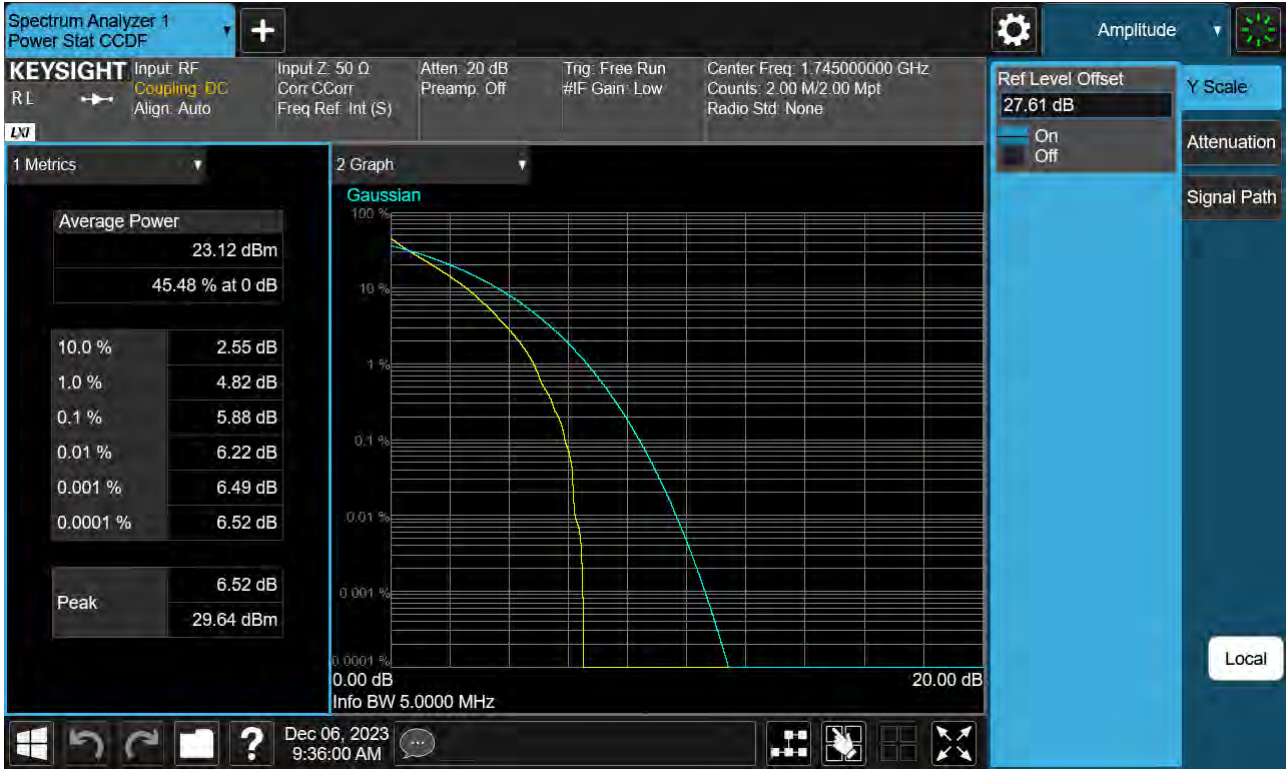 Spectrum Analyzer 1
Power Stat CCDF
+
Amplitude
KEYSIGHT
RL
LXI
Input: RF
Coupling: DC
Align: Auto
Input Z: 50 Ω
Corr CCorr
Freq Ref: Int (S)
Atten: 20 dB
Preamp: Off
Trig: Free Run
#IF Gain: Low
Center Freq: 1.745000000 GHz
Counts: 2.00 M/2.00 Mpt
Radio Std: None
Ref Level Offset
27.61 dB
On
Off
Y Scale
Attenuation
Signal Path
Local
1 Metrics
Average Power
23.12 dBm
45.48 % at 0 dB
10.0 % 2.55 dB
1.0 % 4.82 dB
0.1 % 5.88 dB
0.01 % 6.22 dB
0.001 % 6.49 dB
0.0001 % 6.52 dB
Peak
6.52 dB
29.64 dBm
2 Graph
Gaussian
100 %
10 %
1 %
0.1 %
0.01 %
0.001 %
0.0001 %
0.00 dB 20.00 dB
Info BW 5.0000 MHz
?
Dec 06, 2023
9:36:00 AM